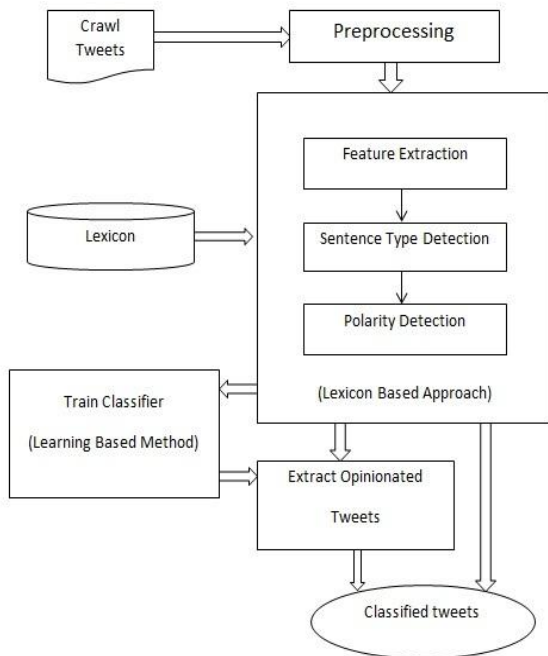 Crawl
Tweets
Preprocessing
Feature Extraction
Lexicon
Sentence Type Detection
Polarity Detection
(Lexicon Based Approach)
Train Classifier
(Learning Based Method)
Extract Opinionated
Tweets
Classified tweets